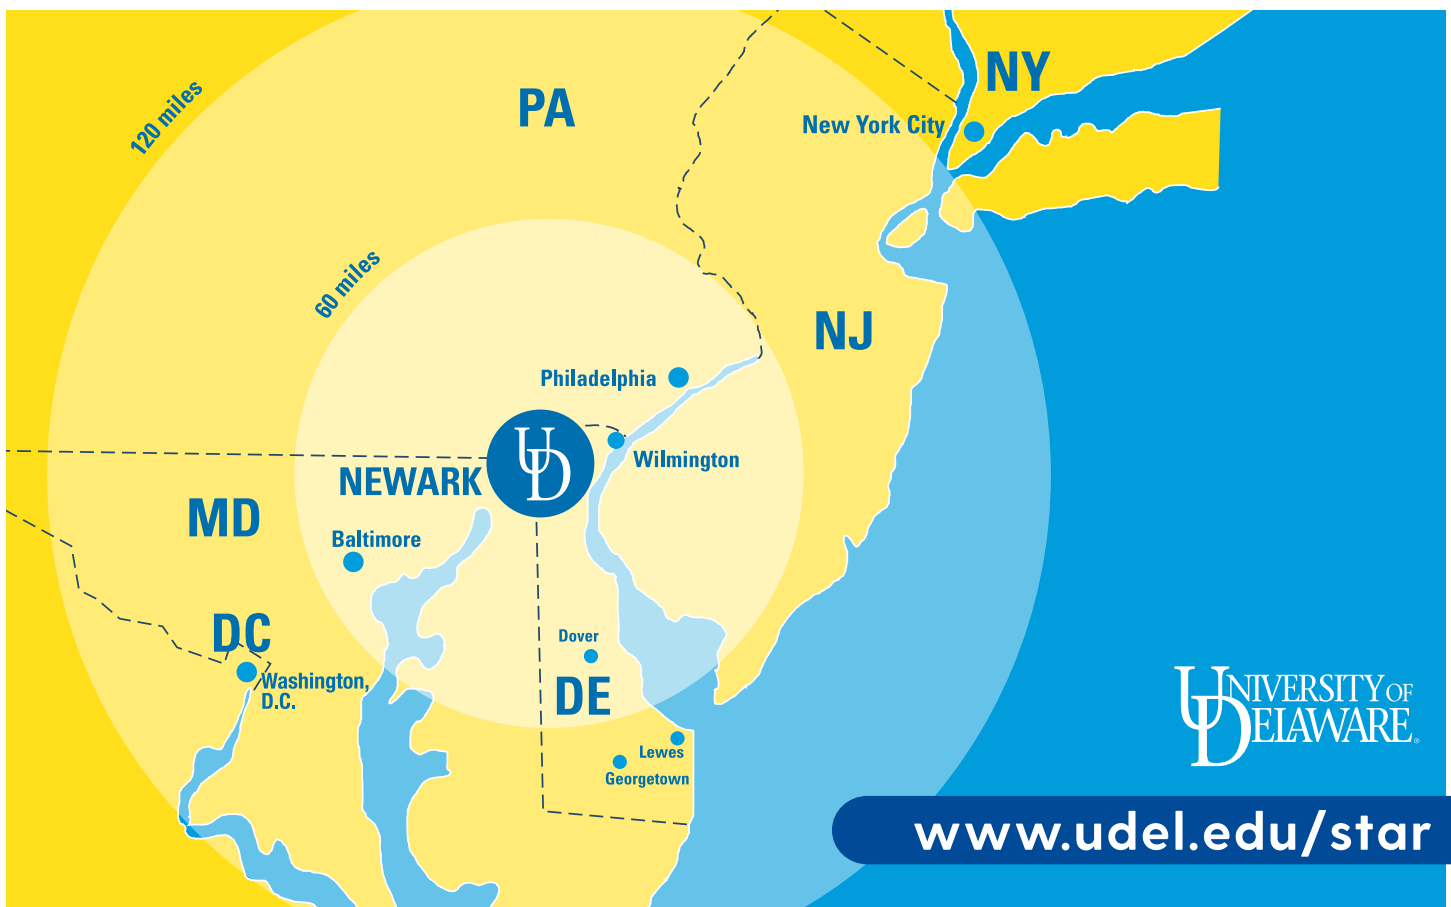 NY
120 miles
PA
New York City
60 miles
NJ
Philadelphia
UD
Wilmington
NEWARK
MD
Baltimore
DC
Dover
Washington,
D.C.
DE
Lewes
Georgetown
UNIVERSITY OF
DELAWARE®
www.udel.edu/star